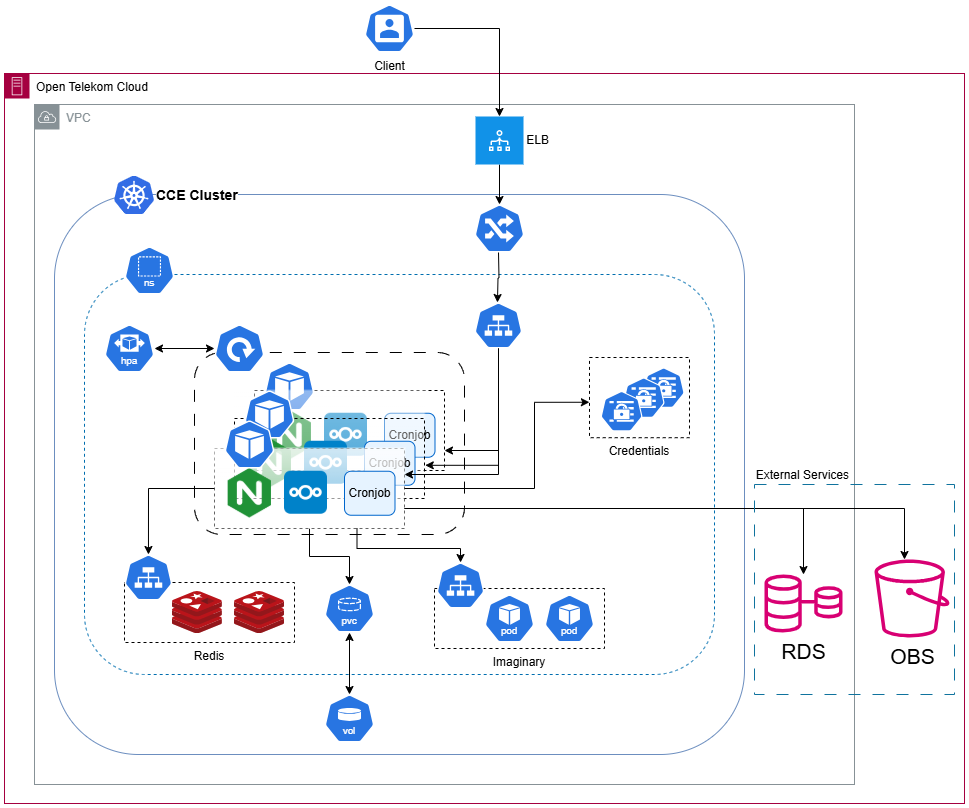 Client
Open Telekom Cloud
VPC
ELB
CCE Cluster
ns
hpa
Cronjob
Cronjob
Cronjob
Credentials
External Services
Redis
pvc
pod
pod
Imaginary
RDS
OBS
vol